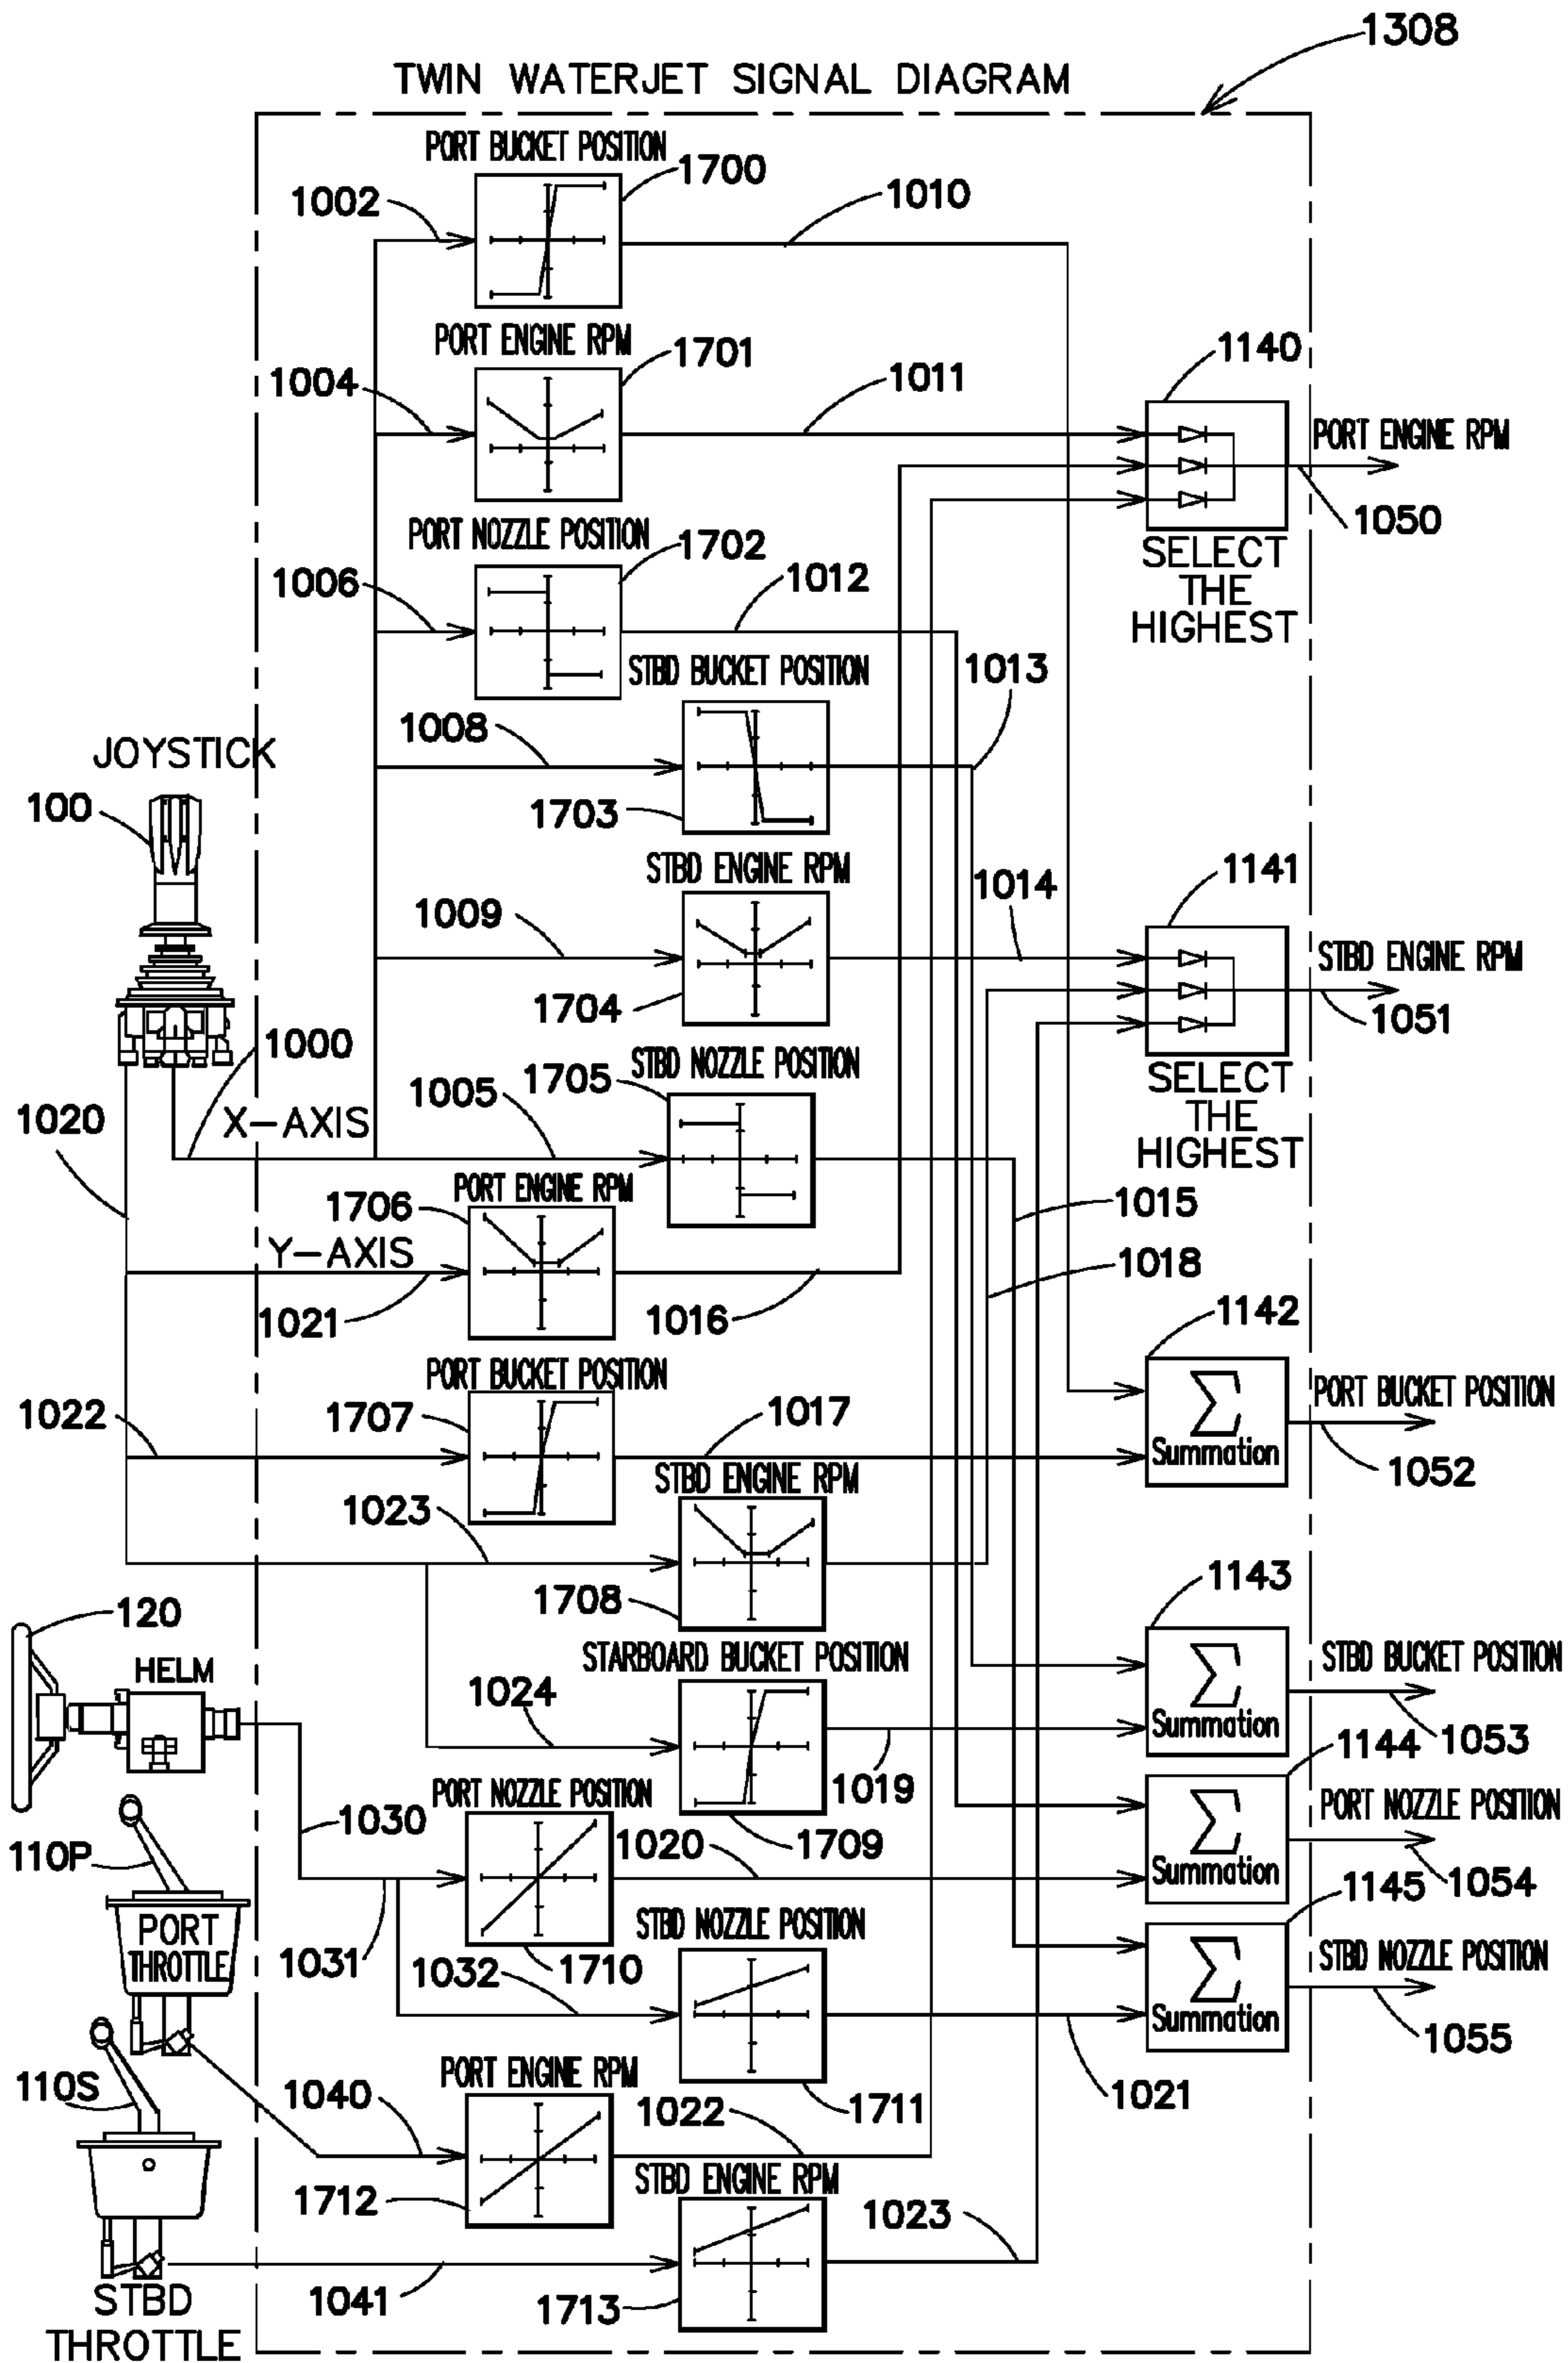 1308
TWIN WATERJET SIGNAL DIAGRAM
PORT BUCKET POSITION
1700
1002
1010
PORT ENGINE RPM
1701
1004
1011
1140
PORT ENGINE RPM
1050
SELECT
THE
HIGHEST
PORT NOZZLE POSITION
1702
1006
1012
STBD BUCKET POSITION
1013
1008
1703
JOYSTICK
100
STBD ENGINE RPM
1009
1014
1704
1141
STBD ENGINE RPM
1051
SELECT
THE
HIGHEST
1000
STBD NOZZLE POSITION
1705
1005
1020
X-AXIS
1015
PORT ENGINE RPM
1706
Y-AXIS
1021
1016
1018
1142
PORT BUCKET POSITION
1707
1022
1017
Σ
Summation
PORT BUCKET POSITION
1052
STBD ENGINE RPM
1023
1708
1143
120
HELM
STARBOARD BUCKET POSITION
1024
1019
1709
Σ
Summation
STBD BUCKET POSITION
1053
1144
PORT NOZZLE POSITION
1030
1020
110P
1031
1710
Σ
Summation
PORT NOZZLE POSITION
1054
1145
PORT
THROTTLE
STBD NOZZLE POSITION
1032
1711
1021
Σ
Summation
STBD NOZZLE POSITION
1055
110S
PORT ENGINE RPM
1040
1022
1712
STBD ENGINE RPM
1023
1041
1713
STBD
THROTTLE